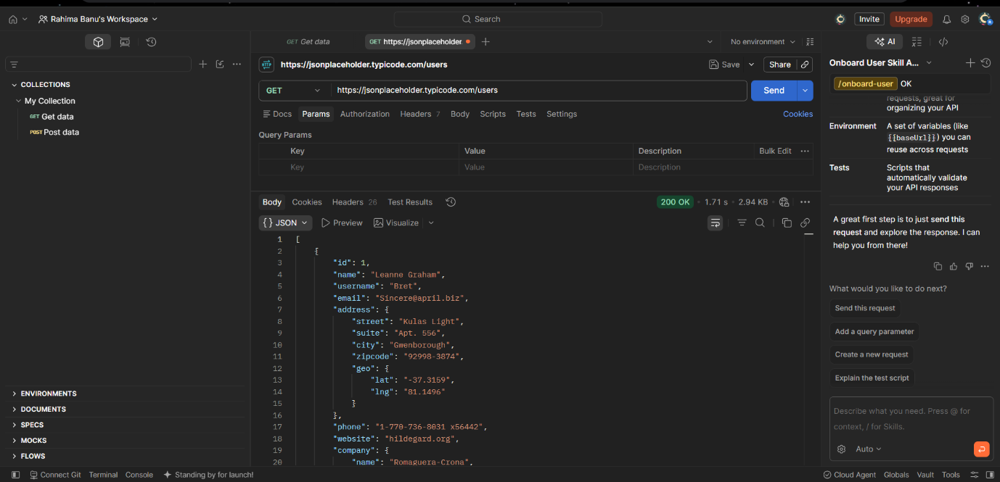 Rahima Banu's Workspace
Search
Invite
Upgrade
GET Get data
GET https://jsonplaceholder.
No environment
AI
COLLECTIONS
My Collection
GET Get data
POST Post data
ENVIRONMENTS
DOCUMENTS
SPECS
MOCKS
FLOWS
HTTP https://jsonplaceholder.typicode.com/users
Save
Share
GET
https://jsonplaceholder.typicode.com/users
Send
Docs Params Authorization Headers 7 Body Scripts Tests Settings
Cookies
Query Params
Key Value Description Bulk Edit
Key Value Description
Body Cookies Headers 26 Test Results
200 OK • 1.71 s • 2.94 KB •
{ } JSON Preview Visualize
1 [
2 {
3 "id": 1,
4 "name": "Leanne Graham",
5 "username": "Bret",
6 "email": "Sincere@april.biz",
7 "address": {
8 "street": "Kulas Light",
9 "suite": "Apt. 556",
10 "city": "Gwenborough",
11 "zipcode": "92998-3874",
12 "geo": {
13 "lat": "-37.3159",
14 "lng": "81.1496"
15 }
16 },
17 "phone": "1-770-736-8031 x56442",
18 "website": "hildegard.org",
19 "company": {
20 "name": "Romaguera-Crona",
Onboard User Skill A...
/onboard-user OK
requests, great for
organizing your API
Environment
A set of variables (like
{{baseUrl}}) you can
reuse across requests
Tests
Scripts that
automatically validate
your API responses
A great first step is to just send this
request and explore the response. I can
help you from there!
What would you like to do next?
Send this request
Add a query parameter
Create a new request
Explain the test script
Describe what you need. Press @ for
context, / for Skills.
Auto
Connect Git Terminal Console Standing by for launch!
Cloud Agent Globals Vault Tools